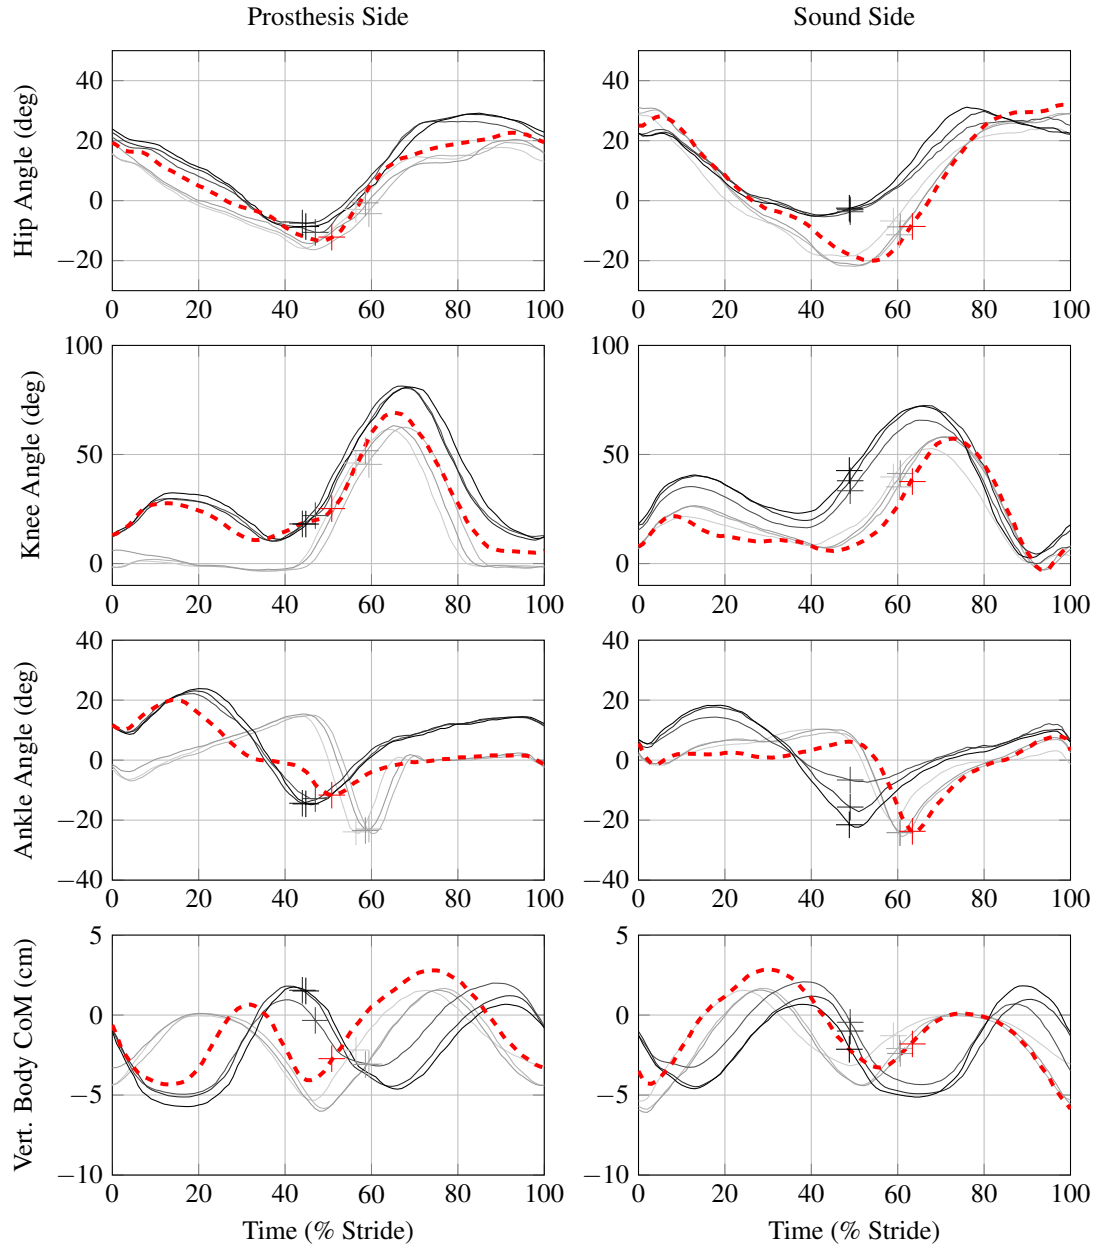 Prosthesis Side Sound Side
Hip Angle (deg)
40 40
20 20
0 0
−20 −20
0 20 40 60 80 100 0 20 40 60 80 100
Knee Angle (deg)
100 100
50 50
0 0
0 20 40 60 80 100 0 20 40 60 80 100
Ankle Angle (deg)
40 40
20 20
0 0
−20 −20
−40 −40
0 20 40 60 80 100 0 20 40 60 80 100
Vert. Body CoM (cm)
5 5
0 0
−5 −5
−10 −10
0 20 40 60 80 100 0 20 40 60 80 100
Time (% Stride) Time (% Stride)